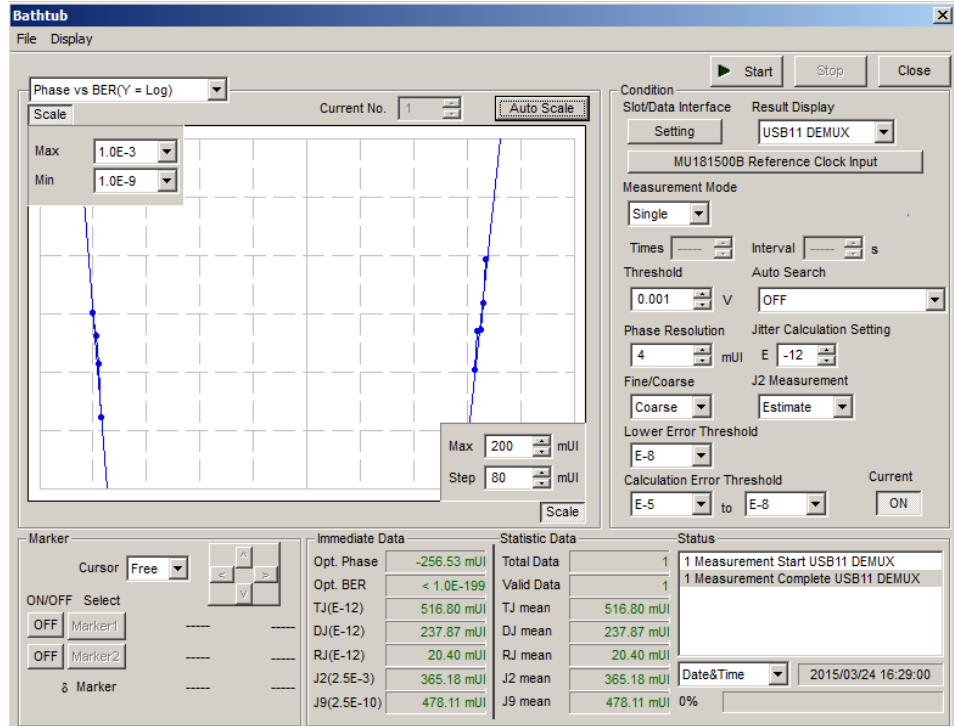 Bathtub
File Display
Start Stop Close
Phase vs BER(Y = Log)
Current No. 1 Auto Scale
Scale
Max 1.0E-3
Min 1.0E-9
Max 200 mUI
Step 80 mUI
Scale
Condition
Slot/Data Interface Result Display
Setting USB11 DEMUX
MU181500B Reference Clock Input
Measurement Mode
Single
Times ----- Interval ----- s
Threshold Auto Search
0.001 V OFF
Phase Resolution Jitter Calculation Setting
4 mUI E -12
Fine/Coarse J2 Measurement
Coarse Estimate
Lower Error Threshold
E-8
Calculation Error Threshold Current
E-5 to E-8 ON
Marker
Cursor Free
^
< >
v
ON/OFF Select
OFF Marker1 ----- -----
OFF Marker2 ----- -----
δ Marker ----- -----
Immediate Data
Opt. Phase -256.53 mUI
Opt. BER < 1.0E-199
TJ(E-12) 516.80 mUI
DJ(E-12) 237.87 mUI
RJ(E-12) 20.40 mUI
J2(2.5E-3) 365.18 mUI
J9(2.5E-10) 478.11 mUI
Statistic Data
Total Data 1
Valid Data 1
TJ mean 516.80 mUI
DJ mean 237.87 mUI
RJ mean 20.40 mUI
J2 mean 365.18 mUI
J9 mean 478.11 mUI
Status
1 Measurement Start USB11 DEMUX
1 Measurement Complete USB11 DEMUX
Date&Time 2015/03/24 16:29:00
0%